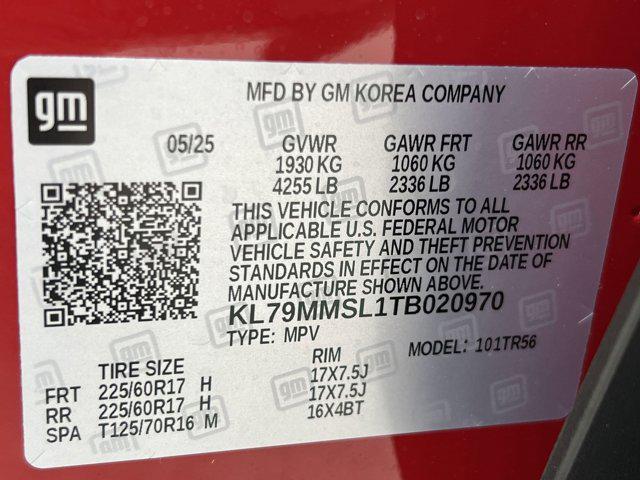 gm
MFD BY GM KOREA COMPANY
05/25 GVWR GAWR FRT GAWR RR
1930 KG 1060 KG 1060 KG
4255 LB 2336 LB 2336 LB
THIS VEHICLE CONFORMS TO ALL
APPLICABLE U.S. FEDERAL MOTOR
VEHICLE SAFETY AND THEFT PREVENTION
STANDARDS IN EFFECT ON THE DATE OF
MANUFACTURE SHOWN ABOVE.
KL79MMSL1TB020970
TYPE: MPV MODEL: 101TR56
TIRE SIZE RIM
FRT 225/60R17 H 17X7.5J
RR 225/60R17 H 17X7.5J
SPA T125/70R16 M 16X4BT